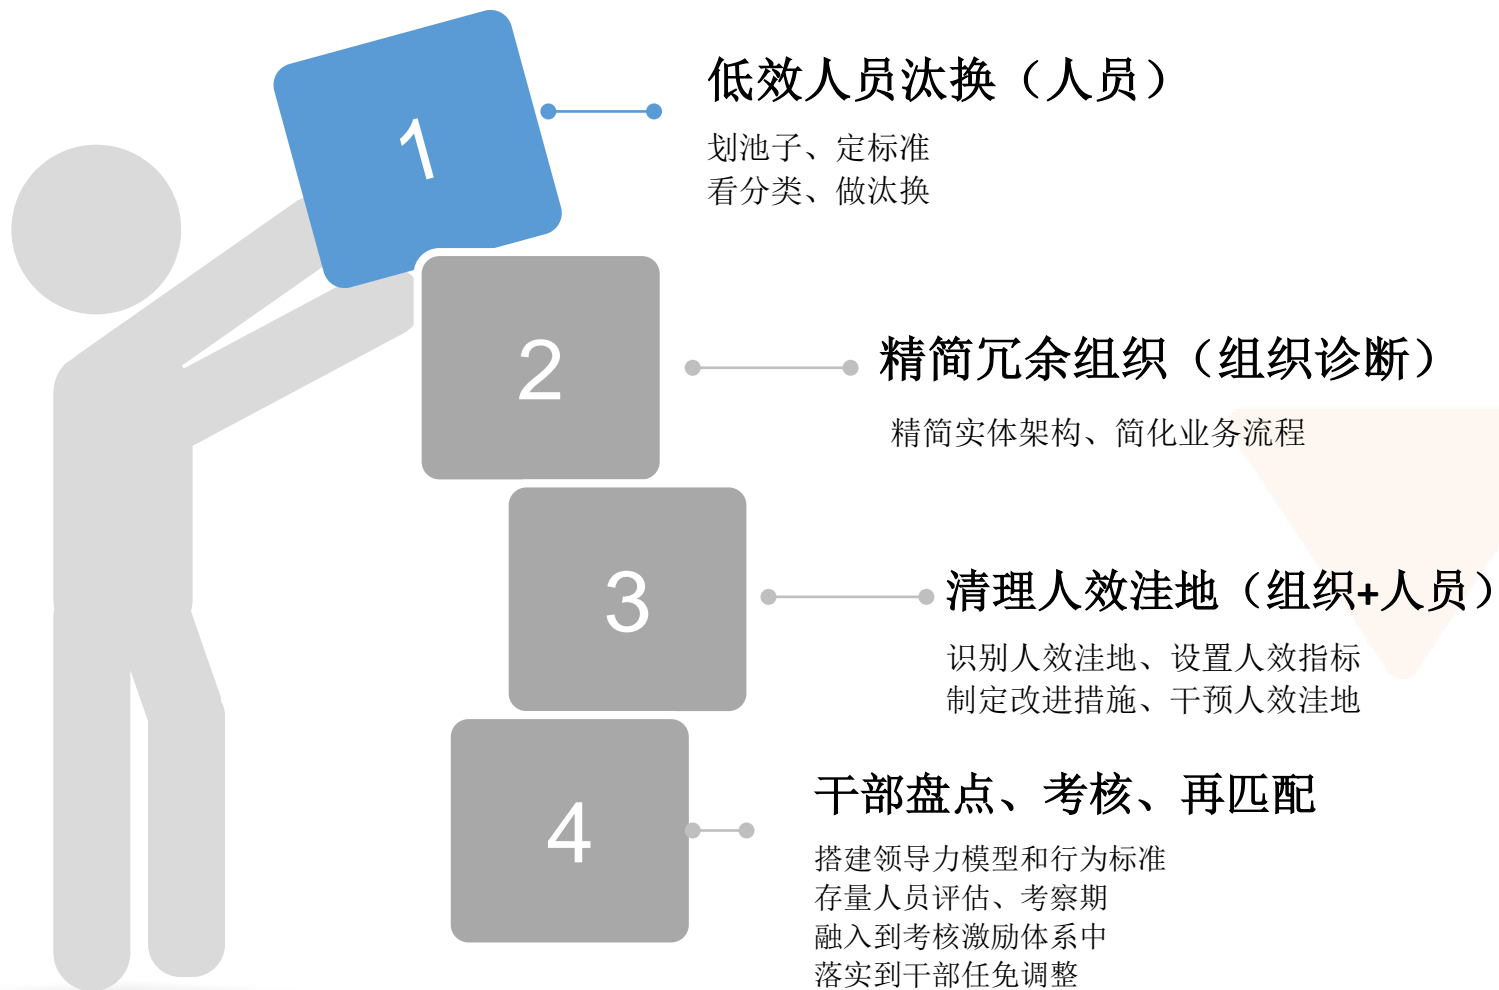 1
低效人员汰换（人员）
划池子、定标准
看分类、做汰换
2
精简冗余组织（组织诊断）
精简实体架构、简化业务流程
3
清理人效洼地（组织+人员）
识别人效洼地、设置人效指标
制定改进措施、干预人效洼地
4
干部盘点、考核、再匹配
搭建领导力模型和行为标准
存量人员评估、考察期
融入到考核激励体系中
落实到干部任免调整